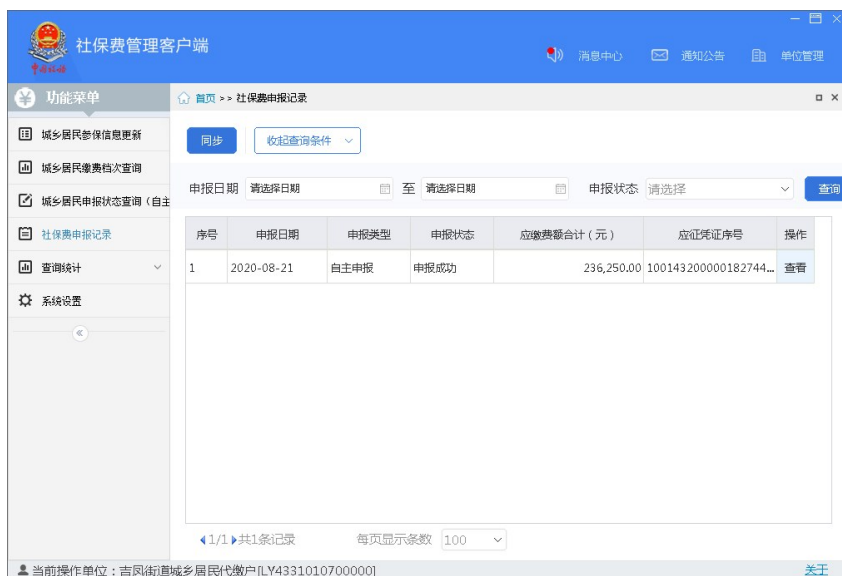 社保费管理客户端
消息中心 通知公告 单位管理
功能菜单
首页 >> 社保费申报记录
城乡居民参保信息更新
城乡居民缴费档次查询
城乡居民申报状态查询（自主
社保费申报记录
查询统计
系统设置
同步 收起查询条件
申报日期 请选择日期 至 请选择日期 申报状态 请选择 查询
序号 申报日期 申报类型 申报状态 应缴费额合计（元） 应征凭证序号 操作
1 2020-08-21 自主申报 申报成功 236,250.00 100143200000182744... 查看
1/1 共1条记录 每页显示条数 100
当前操作单位：吉凤街道城乡居民代缴户[LY4331010700000] 关于